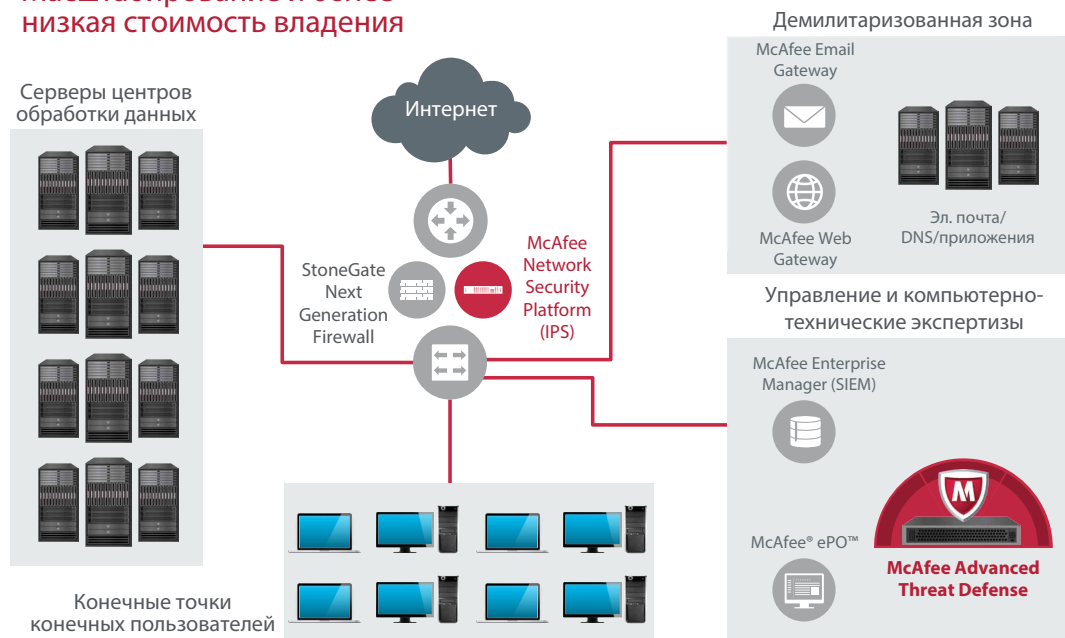 масштабирование и более
низкая стоимость владения
Серверы центров
обработки данных
Интернет
StoneGate
Next
Generation
Firewall
McAfee
Network
Security
Platform
(IPS)
Конечные точки
конечных пользователей
Демилитаризованная зона
McAfee Email
Gateway
McAfee Web
Gateway
Эл. почта/
DNS/приложения
Управление и компьютерно-
технические экспертизы
McAfee Enterprise
Manager (SIEM)
McAfee® ePO™
M
McAfee Advanced
Threat Defense